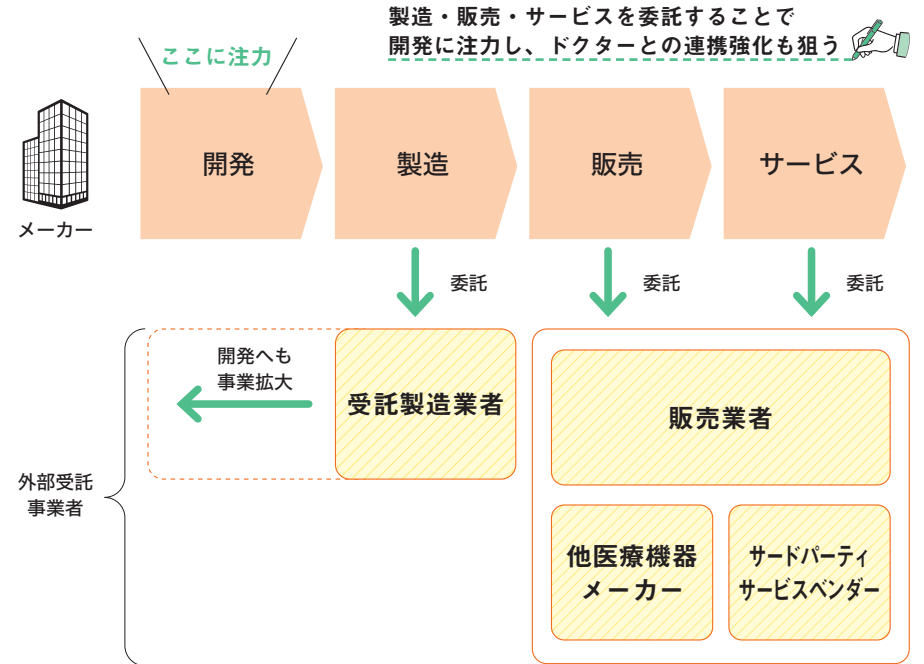 製造・販売・サービスを委託することで
開発に注力し、ドクターとの連携強化も狙う
ここに注力
メーカー
開発
製造
販売
サービス
委託
委託
委託
開発へも
事業拡大
受託製造業者
販売業者
外部受託
事業者
他医療機器
メーカー
サードパーティ
サービスベンダー